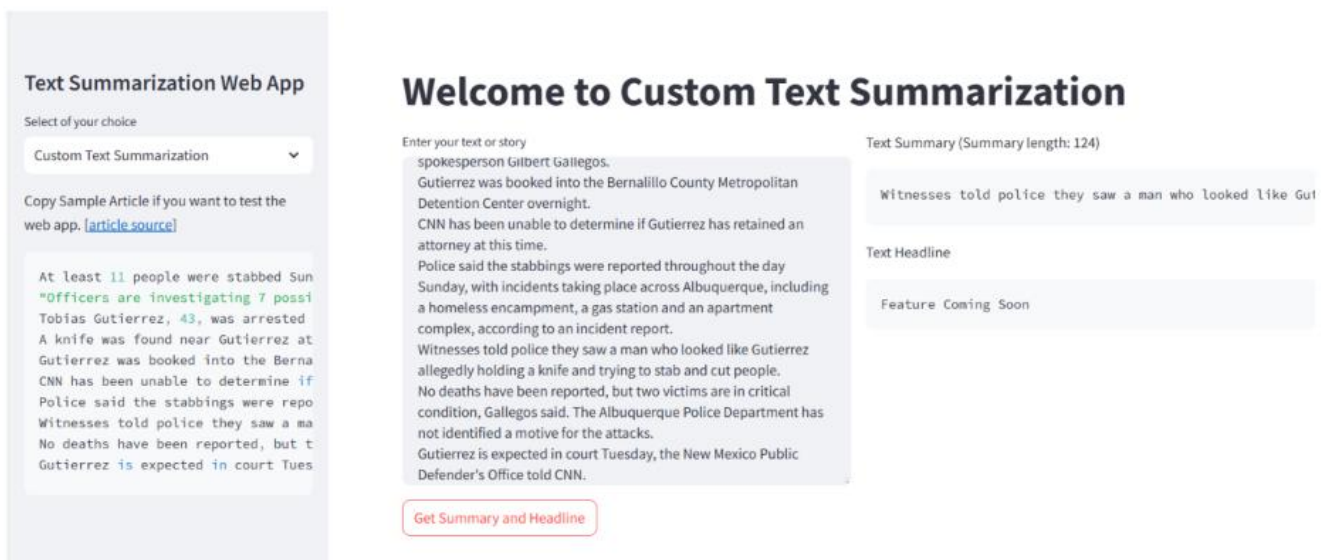 Text Summarization Web App
Select of your choice
Custom Text Summarization
Copy Sample Article if you want to test the
web app. [article source]
At least 11 people were stabbed Sun
"Officers are investigating 7 possi
Tobias Gutierrez, 43, was arrested
A knife was found near Gutierrez at
Gutierrez was booked into the Berna
CNN has been unable to determine if
Police said the stabbings were repo
Witnesses told police they saw a ma
No deaths have been reported, but t
Gutierrez is expected in court Tues
Welcome to Custom Text Summarization
Enter your text or story
spokesperson Gilbert Gallegos.
Gutierrez was booked into the Bernalillo County Metropolitan
Detention Center overnight.
CNN has been unable to determine if Gutierrez has retained an
attorney at this time.
Police said the stabbings were reported throughout the day
Sunday, with incidents taking place across Albuquerque, including
a homeless encampment, a gas station and an apartment
complex, according to an incident report.
Witnesses told police they saw a man who looked like Gutierrez
allegedly holding a knife and trying to stab and cut people.
No deaths have been reported, but two victims are in critical
condition, Gallegos said. The Albuquerque Police Department has
not identified a motive for the attacks.
Gutierrez is expected in court Tuesday, the New Mexico Public
Defender's Office told CNN.
Get Summary and Headline
Text Summary (Summary length: 124)
Witnesses told police they saw a man who looked like Gut
Text Headline
Feature Coming Soon